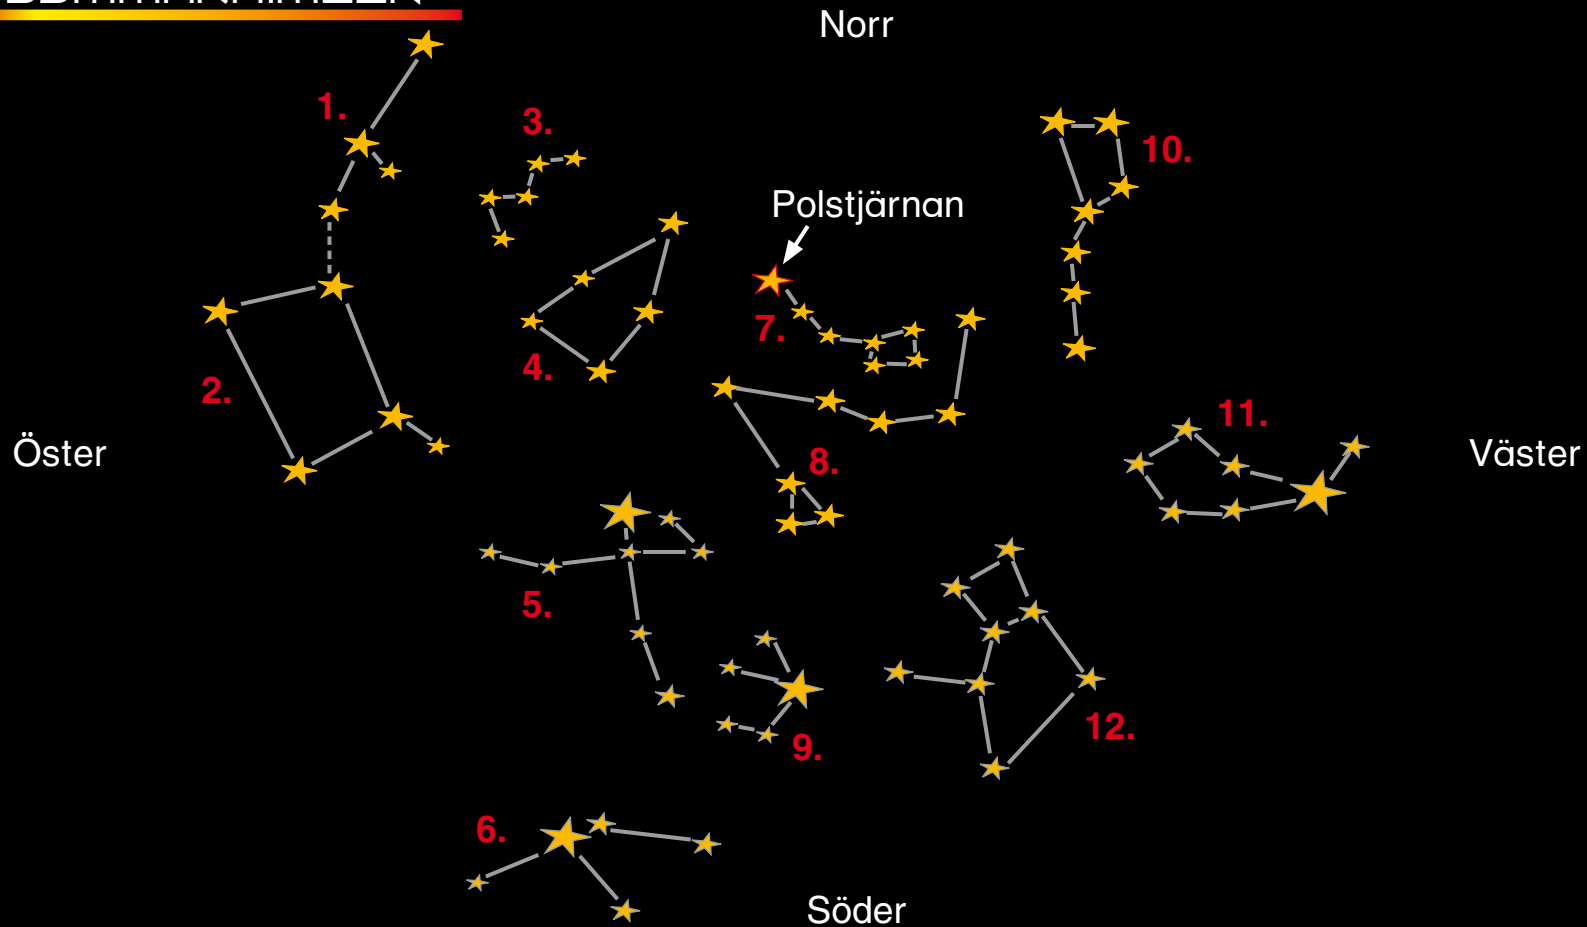 Norr
1.
3.
10.
Polstjärnan
7.
4.
2.
11.
Öster
8.
Väster
5.
12.
9.
6.
Söder